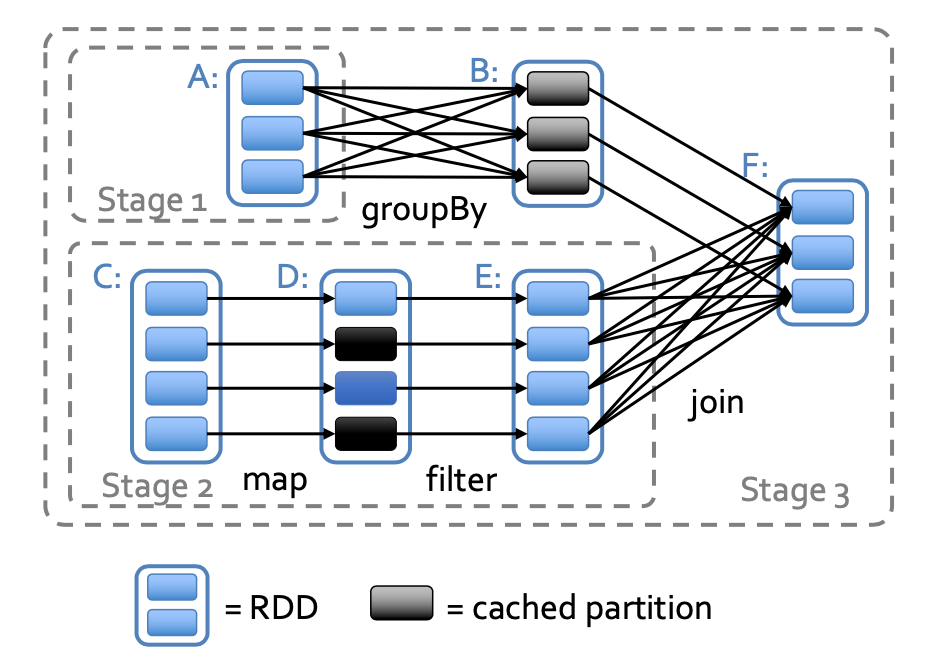 A:
B:
Stage 1
groupBy
F:
C:
D:
E:
join
Stage 2
map
filter
Stage 3
= RDD
= cached partition